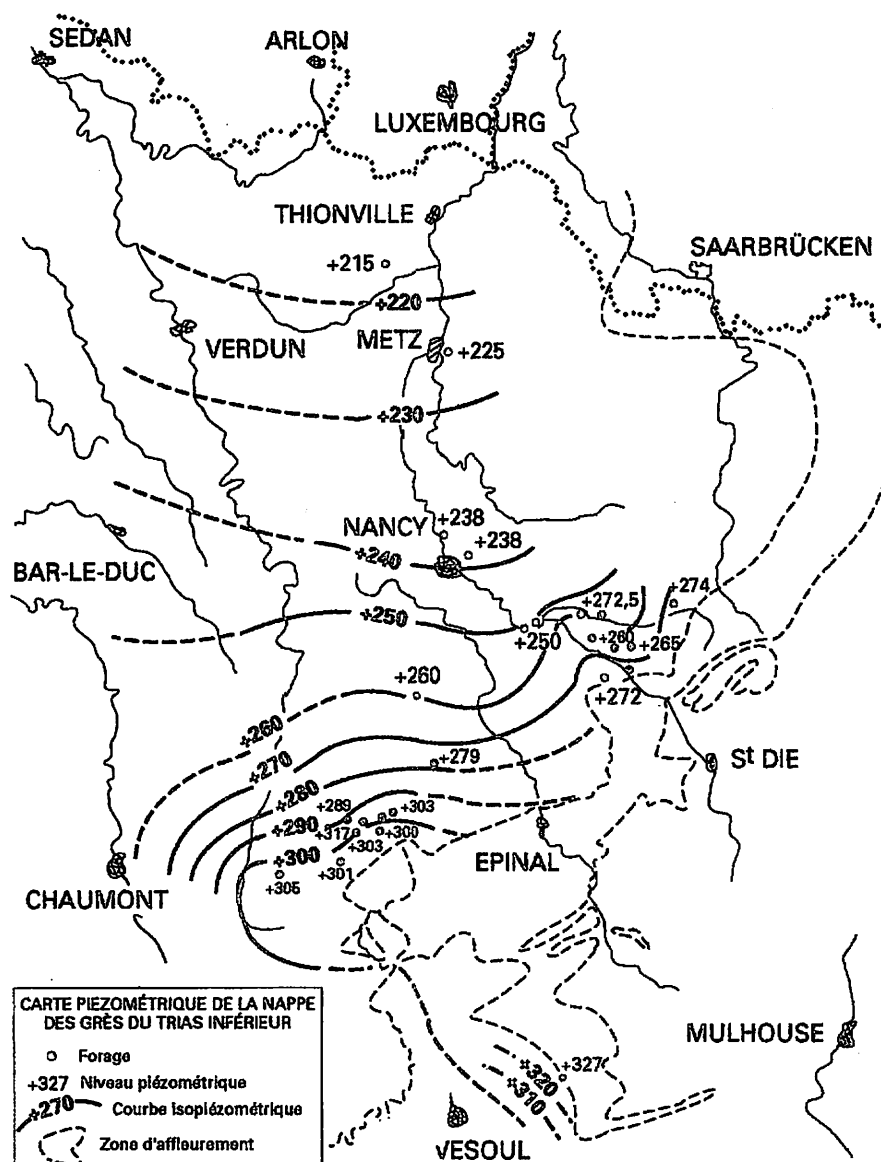 SEDAN
ARLON
LUXEMBOURG
THIONVILLE
+215
SAARBRÜCKEN
+220
VERDUN
METZ
+225
+230
NANCY
+238
+238
+240
BAR-LE-DUC
+250
+250
+272,5
+274
+260
+265
+260
+272
+260
+270
+279
St DIE
+280
+289
+303
+290
+317
+300
+303
+300
+301
+305
EPINAL
CHAUMONT
CARTE PIEZOMÉTRIQUE DE LA NAPPE
DES GRÈS DU TRIAS INFÉRIEUR
Forage
+327 Niveau piézométrique
+270 Courbe isopiézométrique
Zone d'affleurement
MULHOUSE
+327
+320
+310
VESOUL